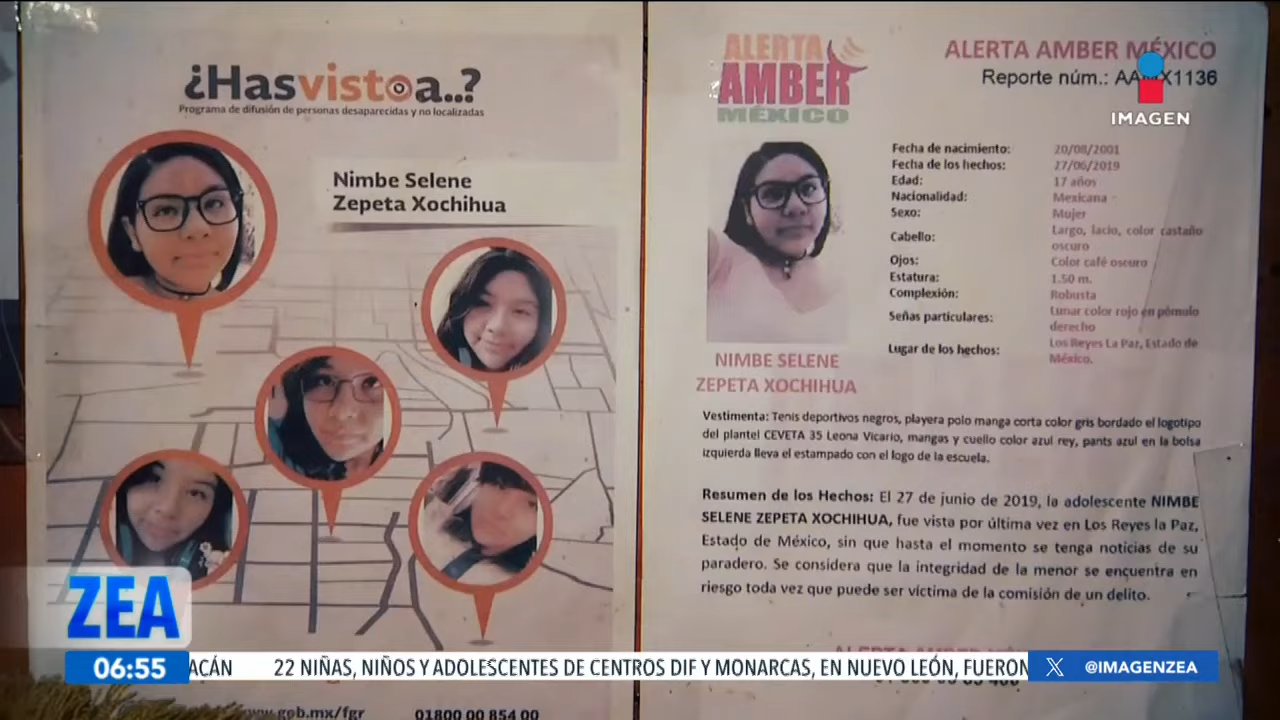 ¿Hasvistoa..?
Programa de difusión de personas desaparecidas y no localizadas
Nimbe Selene
Zepeta Xochihua
www.gob.mx/fgr
01800 00 854 00
ALERTA
AMBER
MÉXICO
ALERTA AMBER MÉXICO
Reporte núm.: AAMX1136
IMAGEN
Fecha de nacimiento: 20/08/2001
Fecha de los hechos: 27/06/2019
Edad: 17 años
Nacionalidad: Mexicana
Sexo: Mujer
Cabello: Largo, lacio, color castaño
oscuro
Ojos: Color café oscuro
Estatura: 1.50 m.
Complexión: Robusta
Señas particulares: Lunar color rojo en pómulo
derecho
Lugar de los hechos: Los Reyes La Paz, Estado de
México.
NIMBE SELENE
ZEPETA XOCHIHUA
Vestimenta: Tenis deportivos negros, playera polo manga corta color gris bordado el logotipo
del plantel CEVETA 35 Leona Vicario, mangas y cuello color azul rey, pants azul en la bolsa
izquierda lleva el estampado con el logo de la escuela.
Resumen de los Hechos: El 27 de junio de 2019, la adolescente NIMBE
SELENE ZEPETA XOCHIHUA, fue vista por última vez en Los Reyes la Paz,
Estado de México, sin que hasta el momento se tenga noticias de su
paradero. Se considera que la integridad de la menor se encuentra en
riesgo toda vez que puede ser víctima de la comisión de un delito.
ZEA
06:55
ACÁN 22 NIÑAS, NIÑOS Y ADOLESCENTES DE CENTROS DIF Y MONARCAS, EN NUEVO LEÓN, FUERON
X @IMAGENZEA